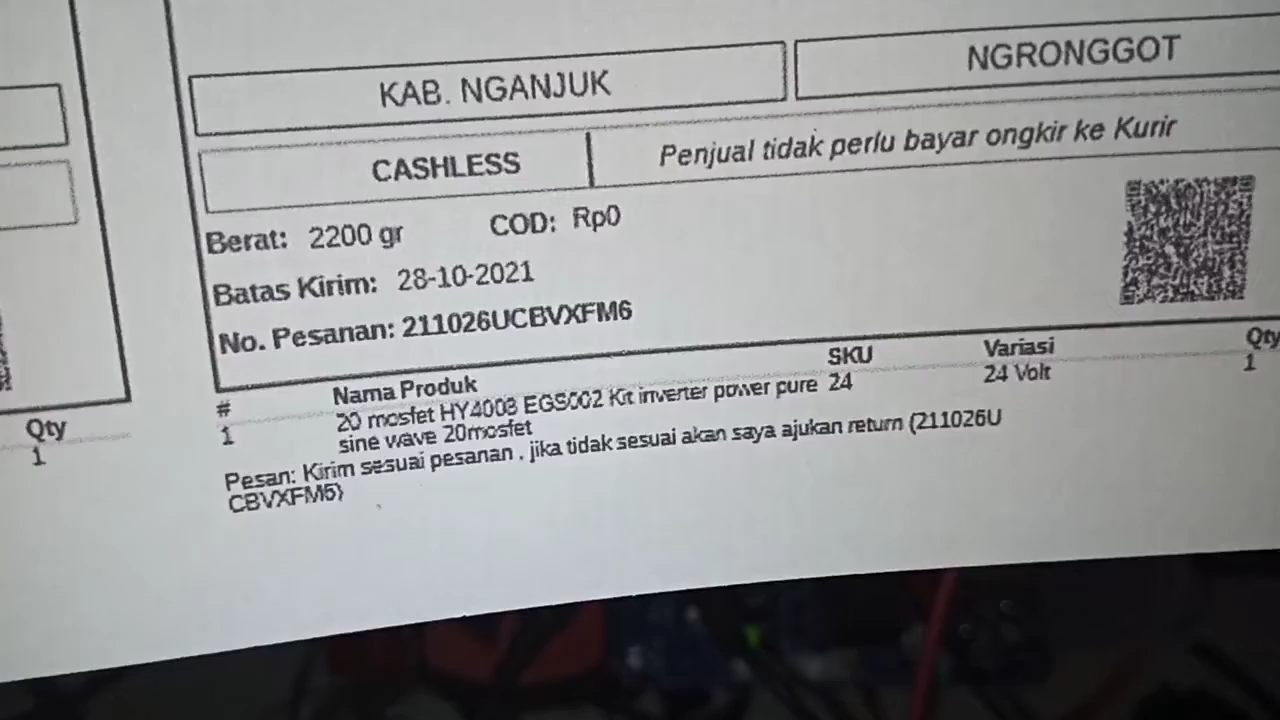 KAB. NGANJUK
NGRONGGOT
CASHLESS
Penjual tidak perlu bayar ongkir ke Kurir
Berat: 2200 gr COD: Rp0
Batas Kirim: 28-10-2021
No. Pesanan: 211026UCBVXFM6
# Nama Produk SKU Variasi Qty
1 20 mosfet HY4008 EGS002 Kit inverter power pure 24 24 Volt 1
sine wave 20mosfet
Pesan: Kirim sesuai pesanan , jika tidak sesuai akan saya ajukan return (211026U
CBVXFM6)
Qty
1